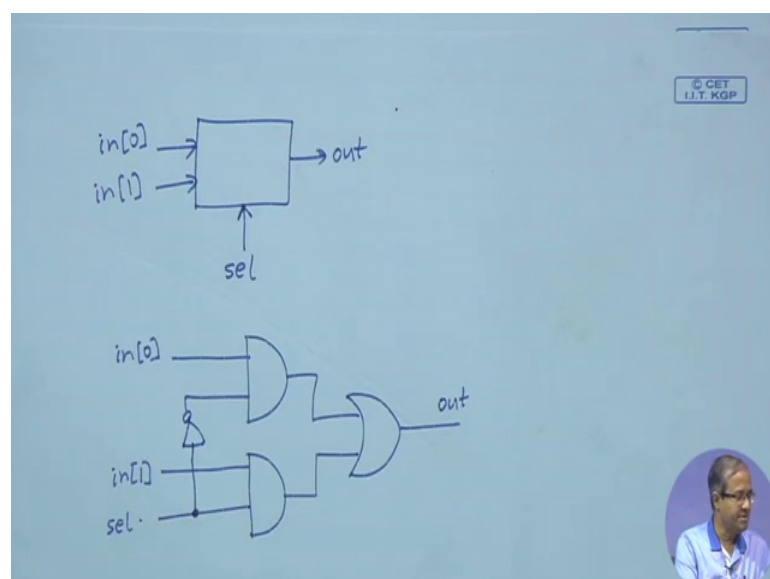 © CET
I.I.T. KGP
in[0]
in[1]
out
sel
in[0]
out
in[1]
sel.